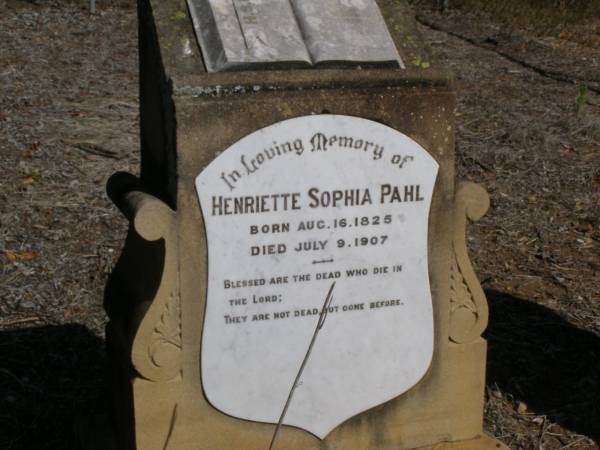 In Loving Memory of
HENRIETTE SOPHIA PAHL
BORN AUG. 16. 1825
DIED JULY 9. 1907
BLESSED ARE THE DEAD WHO DIE IN
THE LORD;
THEY ARE NOT DEAD, BUT GONE BEFORE.